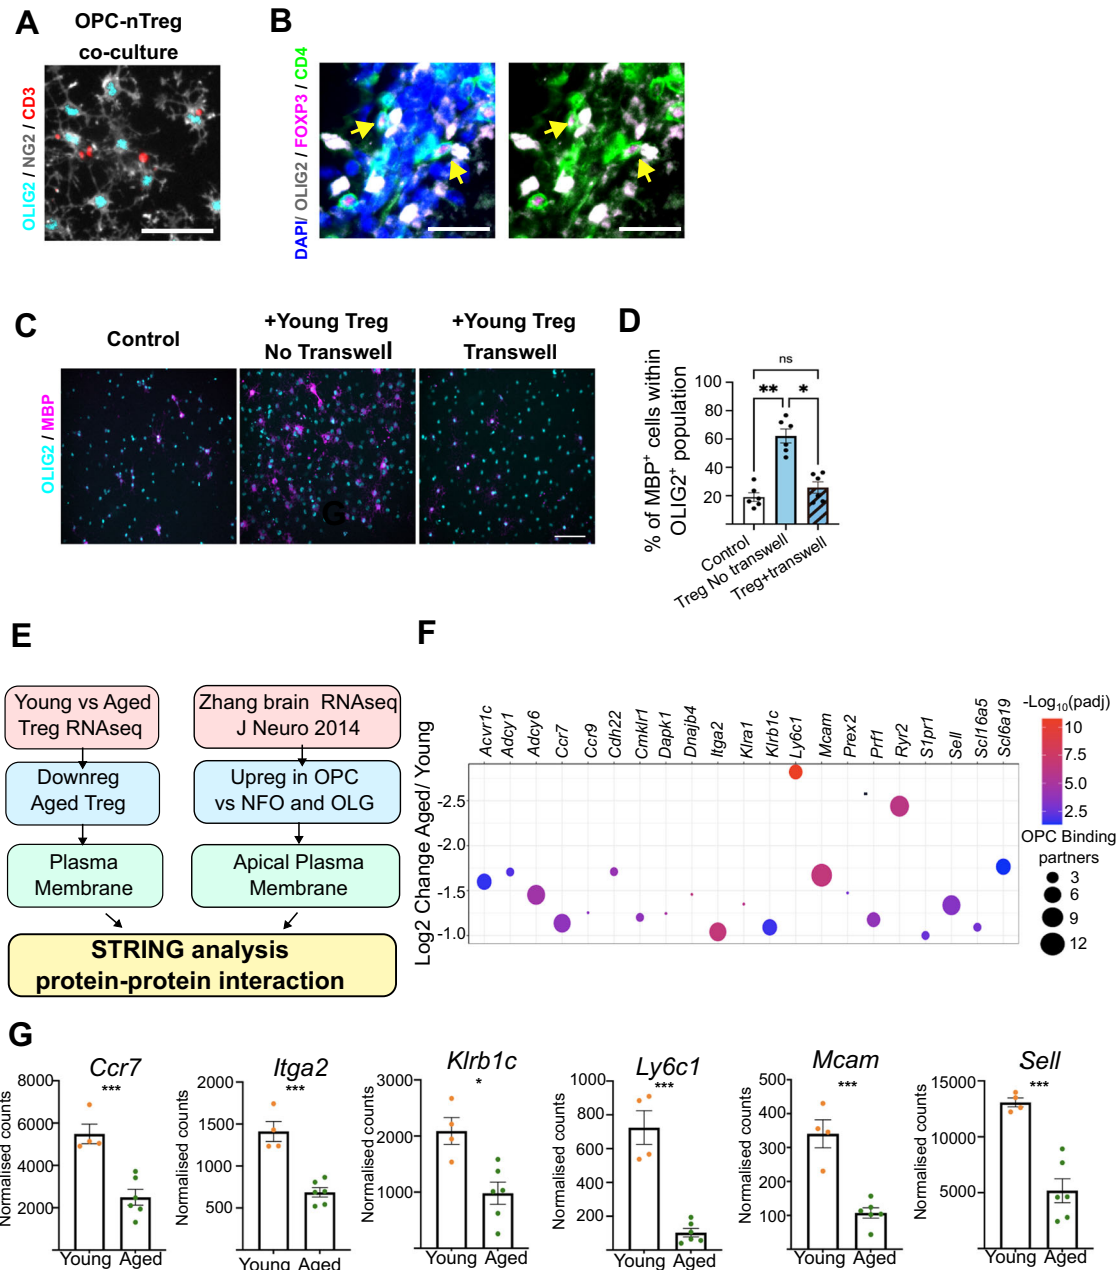 A
OPC-nTreg
co-culture
OLIG2 / NG2 / CD3
B
DAPI/ OLIG2 / FOXP3 / CD4
C
Control
+Young Treg
No Transwell
+Young Treg
Transwell
OLIG2 / MBP
G
D
% of MBP+ cells within
OLIG2+ population
ns
** *
100
80
60
40
20
Control
Treg No transwell
Treg+transwell
E
Young vs Aged
Treg RNAseq
Downreg
Aged Treg
Plasma
Membrane
Zhang brain RNAseq
J Neuro 2014
Upreg in OPC
vs NFO and OLG
Apical Plasma
Membrane
STRING analysis
protein-protein interaction
F
Acvr1c
Adcy1
Adcy6
Ccr7
Ccr9
Cdh22
Cmklr1
Dapk1
Dnajb4
Itga2
Klra1
Klrb1c
Ly6c1
Mcam
Prex2
Prf1
Ryr2
S1pr1
Sell
Scl16a5
Scl6a19
Log2 Change Aged/ Young
-2.5
-2.0
-1.5
-1.0
-Log10(padj)
10
7.5
5.0
2.5
OPC Binding
partners
3
6
9
12
G
Ccr7
***
Normalised counts
8000
6000
4000
2000
Young Aged
Itga2
***
Normalised counts
2000
1500
1000
500
Young Aged
Klrb1c
*
Normalised counts
3000
2000
1000
Young Aged
Ly6c1
***
Normalised counts
1000
800
600
400
200
Young Aged
Mcam
***
Normalised counts
500
400
300
200
100
Young Aged
Sell
***
Normalised counts
15000
10000
5000
Young Aged